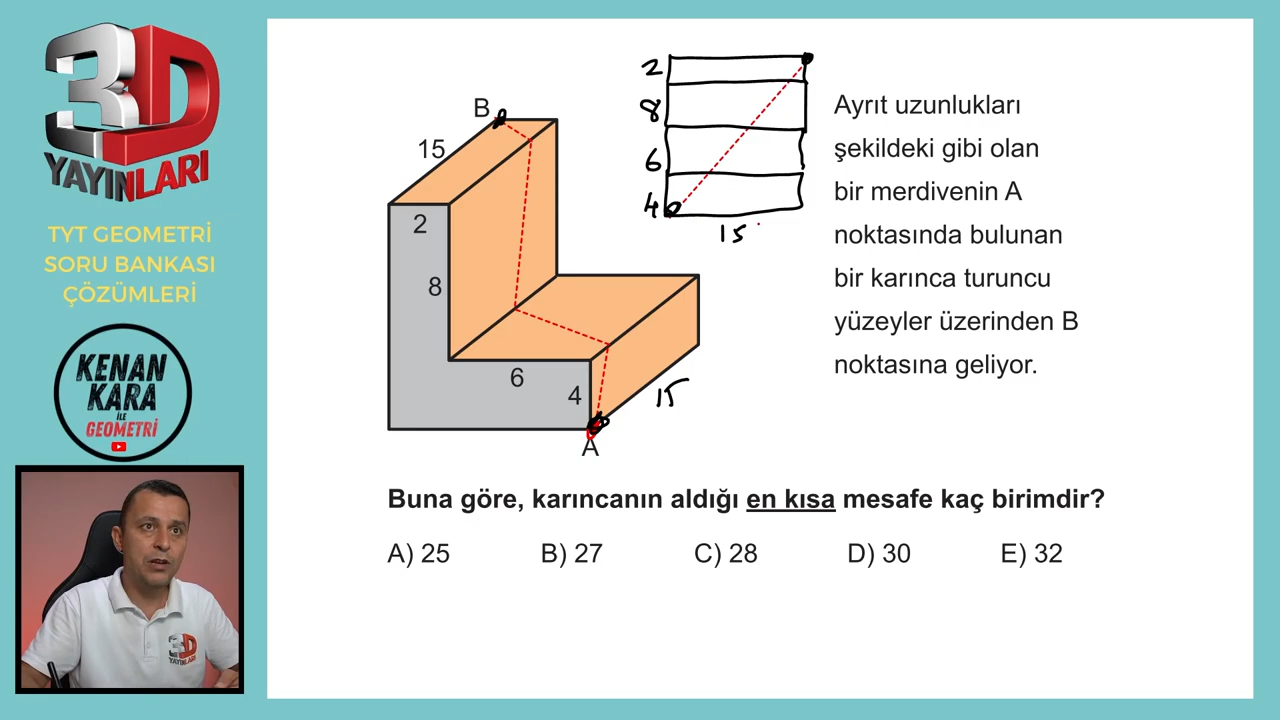 3D
YAYINLARI
TYT GEOMETRİ
SORU BANKASI
ÇÖZÜMLERİ
KENAN
KARA
İLE
GEOMETRİ
3D
YAYINLARI
B
15
2
8
6
4
A
15
2
8
6
4
15
Ayrıt uzunlukları
şekildeki gibi olan
bir merdivenin A
noktasında bulunan
bir karınca turuncu
yüzeyler üzerinden B
noktasına geliyor.
Buna göre, karıncanın aldığı en kısa mesafe kaç birimdir?
A) 25 B) 27 C) 28 D) 30 E) 32